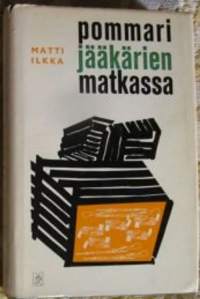 pommari
MATTI
ILKKA
jääkärien
matkassa